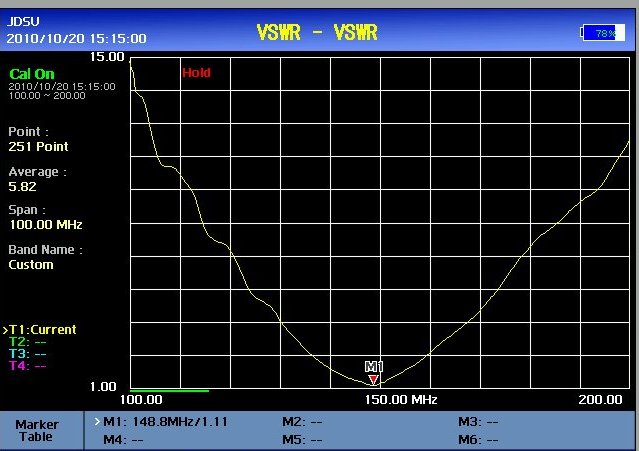 JDSU
2010/10/20 15:15:00
VSWR - VSWR
78%
15.00
Cal On
2010/10/20 15:15:00
100.00 ~ 200.00
Hold
Point :
251 Point
Average :
5.82
Span :
100.00 MHz
Band Name :
Custom
>T1:Current
T2: --
T3: --
T4: --
M1
1.00
100.00
150.00 MHz
200.00
Marker Table
> M1: 148.8MHz/1.11
M2: --
M3: --
M4: --
M5: --
M6: --